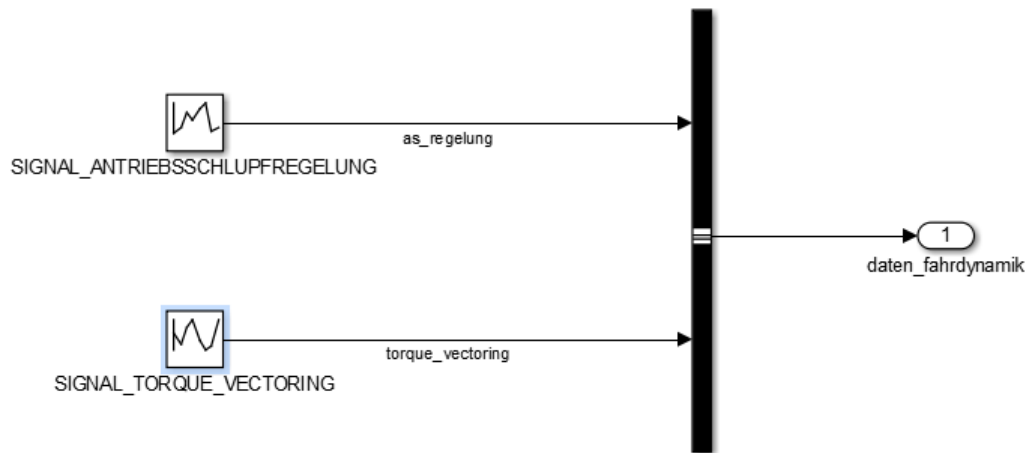 as_regelung
SIGNAL_ANTRIEBSSCHLUPFREGELUNG
1
daten_fahrdynamik
torque_vectoring
SIGNAL_TORQUE_VECTORING